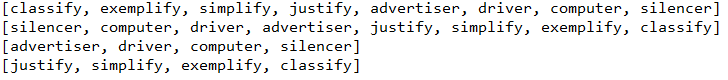 [classify, exemplify, simplify, justify, advertiser, driver, computer, silencer]
[silencer, computer, driver, advertiser, justify, simplify, exemplify, classify]
[advertiser, driver, computer, silencer]
[justify, simplify, exemplify, classify]